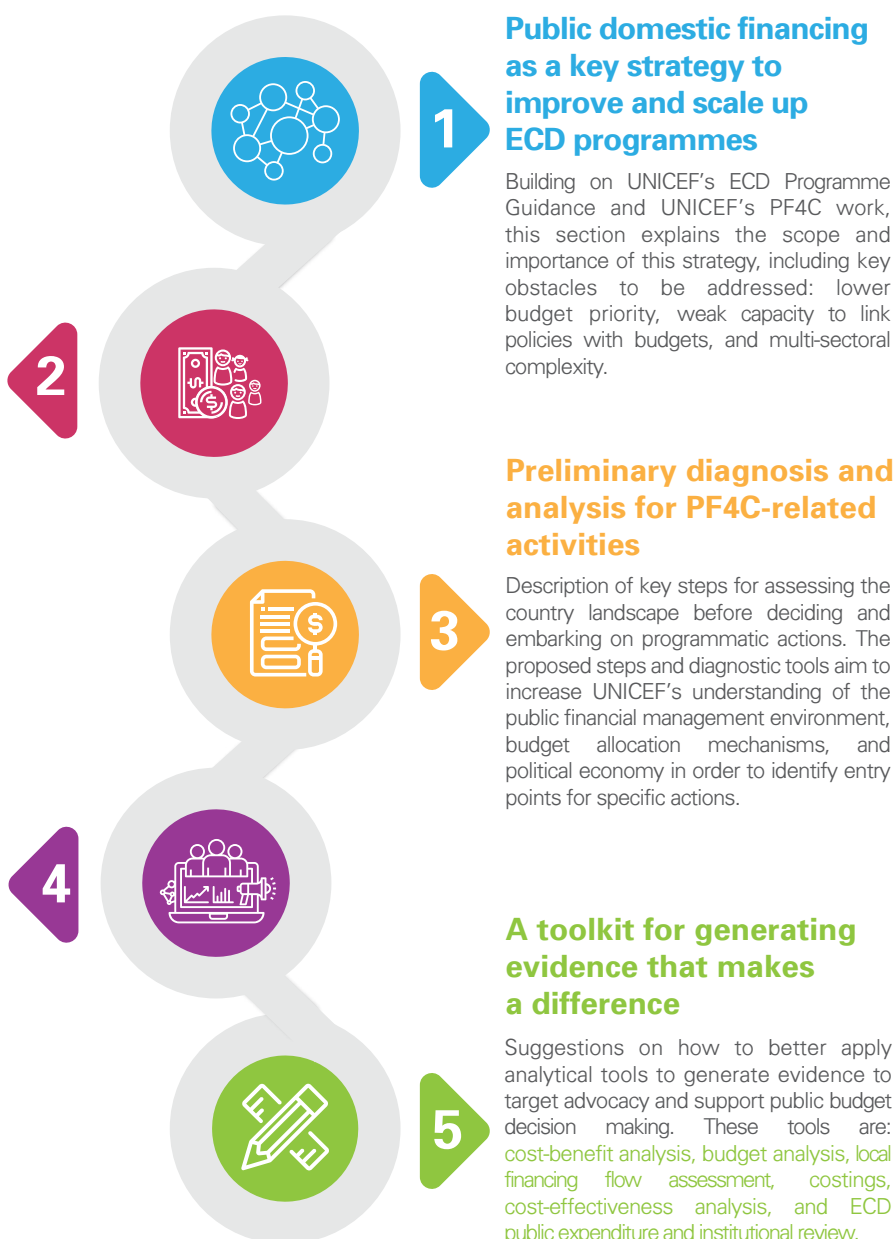 1
Public domestic financing
as a key strategy to
improve and scale up
ECD programmes
Building on UNICEF's ECD Programme
Guidance and UNICEF's PF4C work,
this section explains the scope and
importance of this strategy, including key
obstacles to be addressed: lower
budget priority, weak capacity to link
policies with budgets, and multi-sectoral
complexity.
2
3
Preliminary diagnosis and
analysis for PF4C-related
activities
Description of key steps for assessing the
country landscape before deciding and
embarking on programmatic actions. The
proposed steps and diagnostic tools aim to
increase UNICEF's understanding of the
public financial management environment,
budget allocation mechanisms, and
political economy in order to identify entry
points for specific actions.
4
5
A toolkit for generating
evidence that makes
a difference
Suggestions on how to better apply
analytical tools to generate evidence to
target advocacy and support public budget
decision making. These tools are:
cost-benefit analysis, budget analysis, local
financing flow assessment, costings,
cost-effectiveness analysis, and ECD
public expenditure and institutional review.